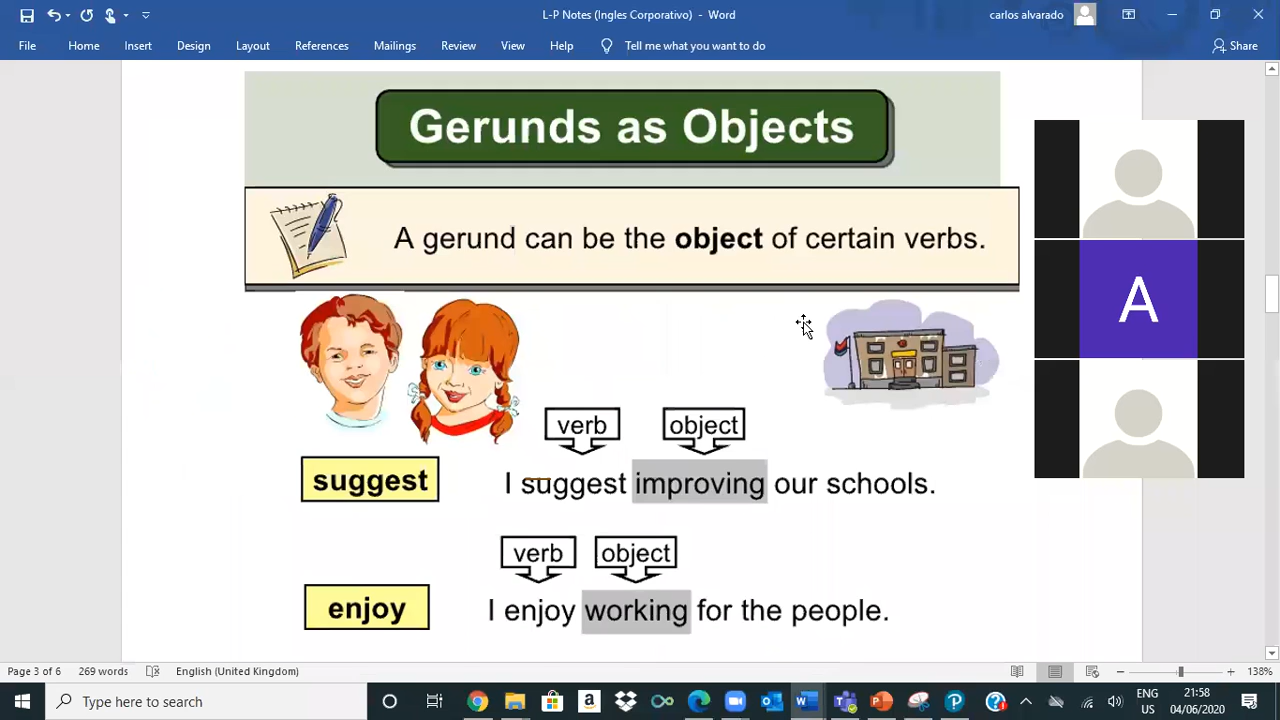 L-P Notes (Ingles Corporativo) - Word
carlos alvarado
File Home Insert Design Layout References Mailings Review View Help Tell me what you want to do Share
Gerunds as Objects
A gerund can be the object of certain verbs.
A
verb object
suggest I suggest improving our schools.
verb object
enjoy I enjoy working for the people.
Page 3 of 6 269 words English (United Kingdom) 138%
Type here to search
ENG 21:58
US 04/06/2020